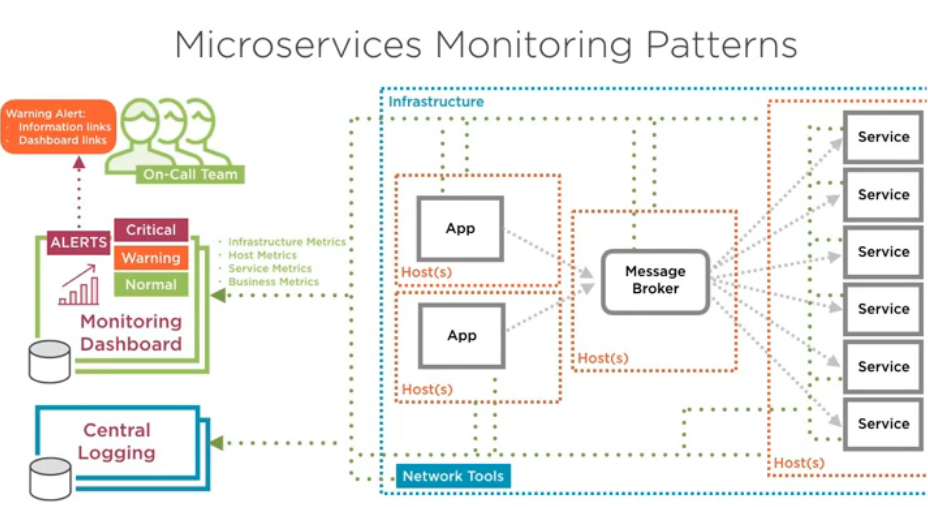 Microservices Monitoring Patterns
Warning Alert:
· Information links
· Dashboard links
On-Call Team
ALERTS
Critical
Warning
Normal
Monitoring
Dashboard
· Infrastructure Metrics
· Host Metrics
· Service Metrics
· Business Metrics
Central
Logging
Infrastructure
App
Host(s)
App
Host(s)
Message
Broker
Host(s)
Service
Service
Service
Service
Service
Service
Host(s)
Network Tools